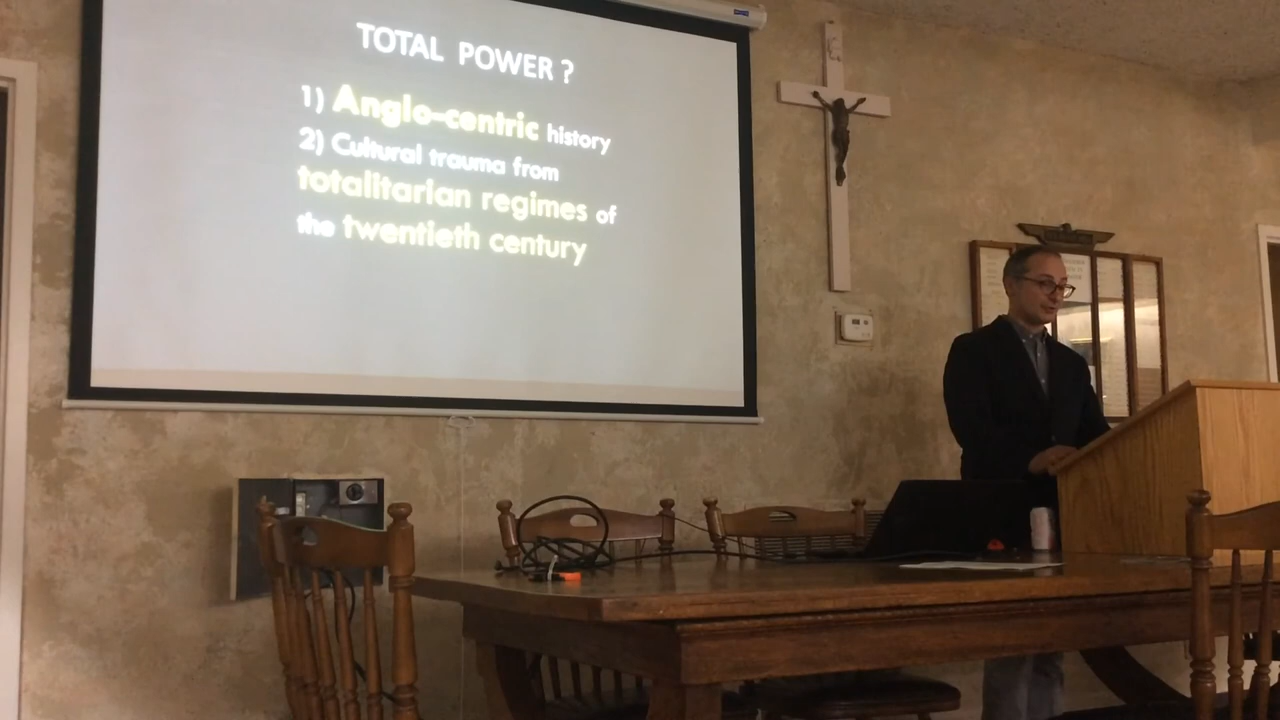 TOTAL POWER ?
1) Anglo-centric history
2) Cultural trauma from
totalitarian regimes of
the twentieth century